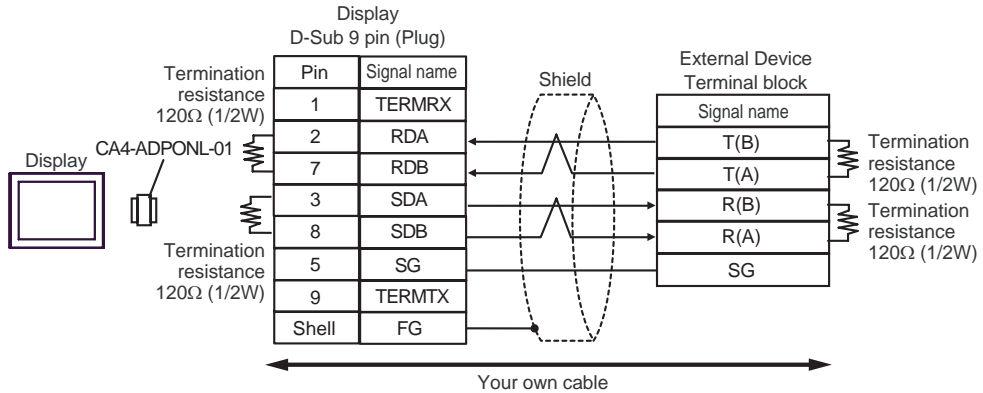 Display
D-Sub 9 pin (Plug)
Pin Signal name
1 TERMRX
2 RDA
7 RDB
3 SDA
8 SDB
5 SG
9 TERMTX
Shell FG
Termination
resistance
120Ω (1/2W)
CA4-ADPONL-01
Display
Termination
resistance
120Ω (1/2W)
Shield
External Device
Terminal block
Signal name
T(B)
T(A)
R(B)
R(A)
SG
Termination
resistance
120Ω (1/2W)
Termination
resistance
120Ω (1/2W)
Your own cable